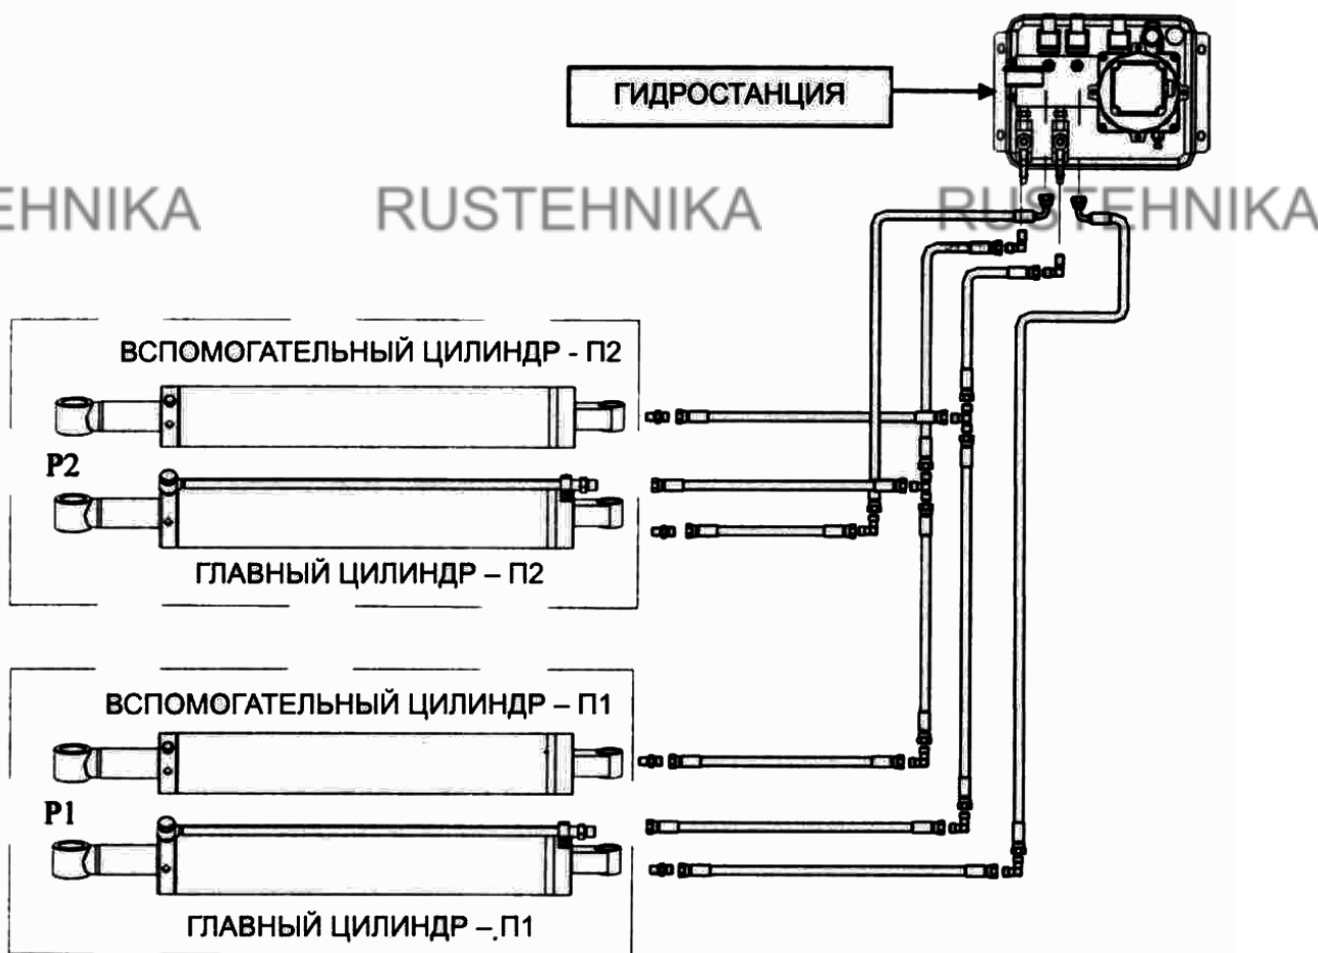 ГИДРОСТАНЦИЯ
EHNIKA RUSTEHNIKA RUSTEHNIKA
ВСПОМОГАТЕЛЬНЫЙ ЦИЛИНДР - П2
P2
ГЛАВНЫЙ ЦИЛИНДР – П2
ВСПОМОГАТЕЛЬНЫЙ ЦИЛИНДР – П1
P1
ГЛАВНЫЙ ЦИЛИНДР – П1